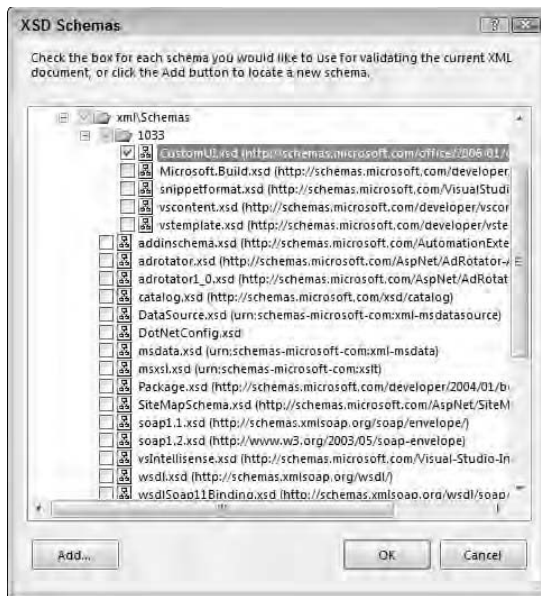 XSD Schemas
Check the box for each schema you would like to use for validating the current XML
document, or click the Add button to locate a new schema.
xml\Schemas
1033
CustomUI.xsd (http://schemas.microsoft.com/office/2006/01/
Microsoft.Build.xsd (http://schemas.microsoft.com/developer
snippetformat.xsd (http://schemas.microsoft.com/VisualStudi
vscontent.xsd (http://schemas.microsoft.com/developer/vscor
vstemplate.xsd (http://schemas.microsoft.com/developer/vste
addinschema.xsd (http://schemas.microsoft.com/AutomationExte
adrotator.xsd (http://schemas.microsoft.com/AspNet/AdRotator-
adrotator1_0.xsd (http://schemas.microsoft.com/AspNet/AdRotat
catalog.xsd (http://schemas.microsoft.com/xsd/catalog)
DataSource.xsd (urn:schemas-microsoft-com:xml-msdatasource)
DotNetConfig.xsd
msdata.xsd (urn:schemas-microsoft-com:xml-msdata)
msxsl.xsd (urn:schemas-microsoft-com:xslt)
Package.xsd (http://schemas.microsoft.com/developer/2004/01/b
SiteMapSchema.xsd (http://schemas.microsoft.com/AspNet/SiteM
soap1.1.xsd (http://schemas.xmlsoap.org/soap/envelope/)
soap1.2.xsd (http://www.w3.org/2003/05/soap-envelope)
vsIntellisense.xsd (http://schemas.microsoft.com/Visual-Studio-In
wsdl.xsd (http://schemas.xmlsoap.org/wsdl/)
wsdlSoap11Binding.xsd (http://schemas.xmlsoap.org/wsdl/soap/
Add...
OK
Cancel